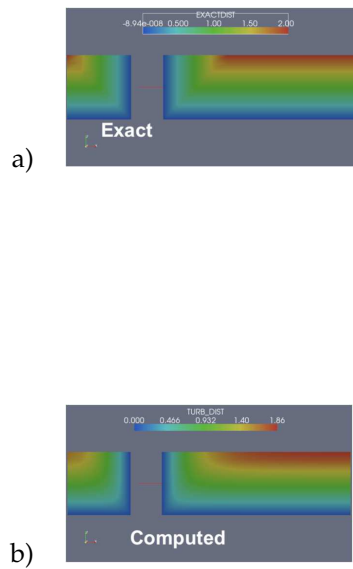 EXACTDIST
-8.94e-008 0.500 1.00 1.50 2.00
Exact
a)
TURB_DIST
0.000 0.466 0.932 1.40 1.86
Computed
b)